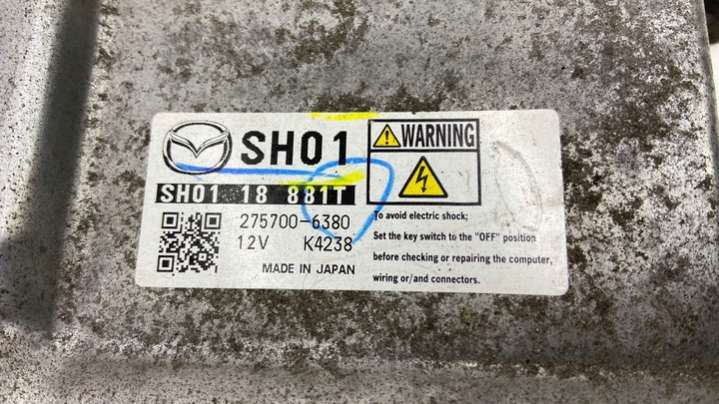 SH01
SH01 18 881T
275700-6380
12V K4238
MADE IN JAPAN
WARNING
To avoid electric shock;
Set the key switch to the "OFF" position
before checking or repairing the computer,
wiring or/and connectors.